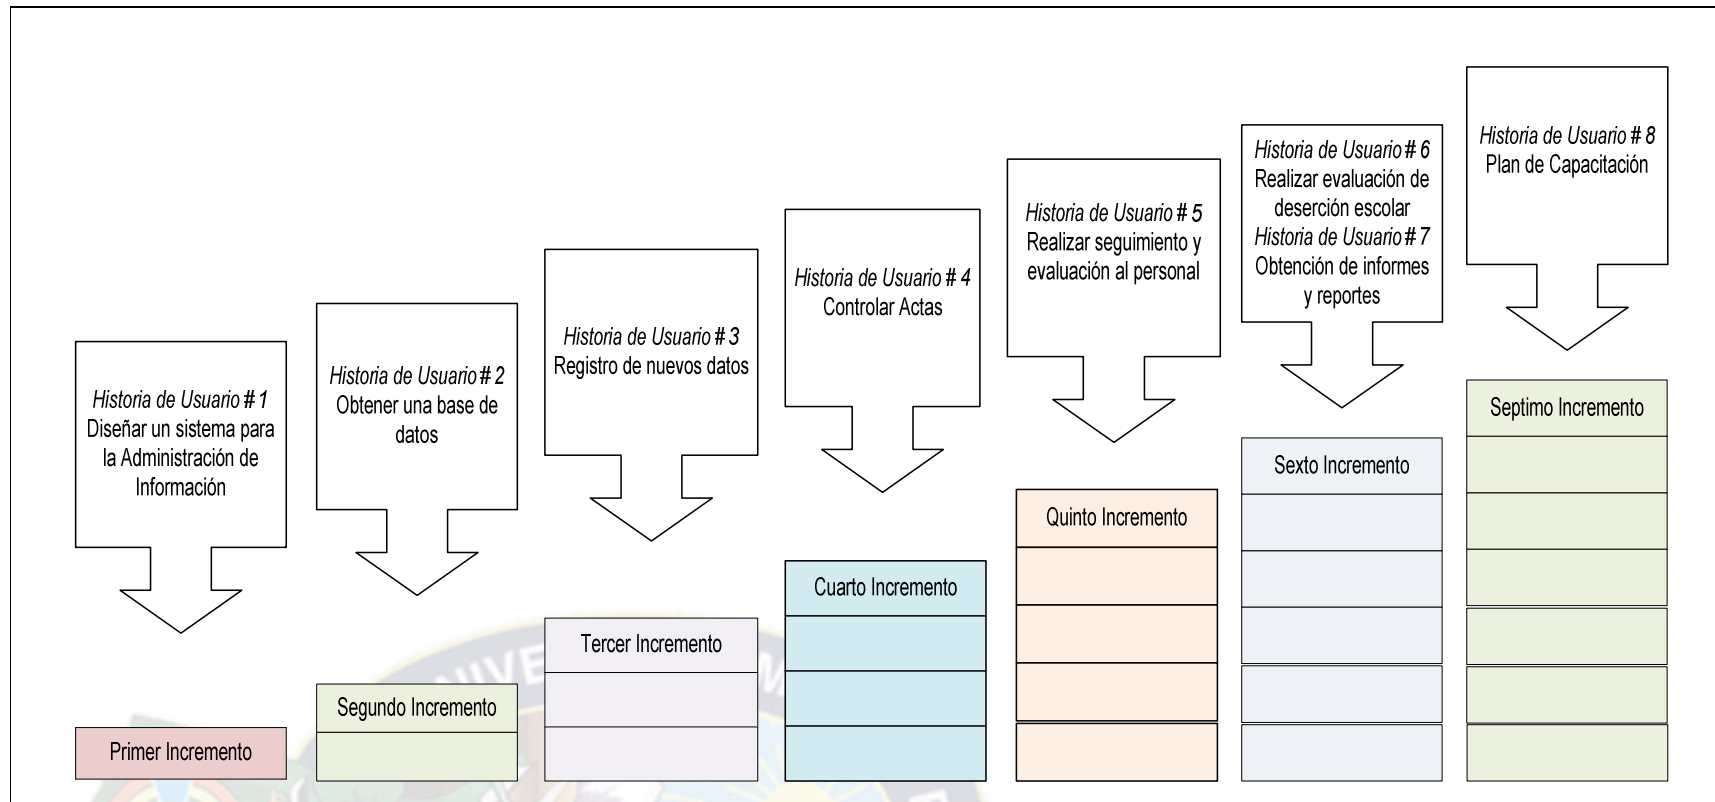 Historia de Usuario # 1
Diseñar un sistema para
la Administración de
Información
Primer Incremento
Historia de Usuario # 2
Obtener una base de
datos
Segundo Incremento
Historia de Usuario # 3
Registro de nuevos datos
Tercer Incremento
Historia de Usuario # 4
Controlar Actas
Cuarto Incremento
Historia de Usuario # 5
Realizar seguimiento y
evaluación al personal
Quinto Incremento
Historia de Usuario # 6
Realizar evaluación de
deserción escolar
Historia de Usuario # 7
Obtención de informes
y reportes
Sexto Incremento
Historia de Usuario # 8
Plan de Capacitación
Septimo Incremento